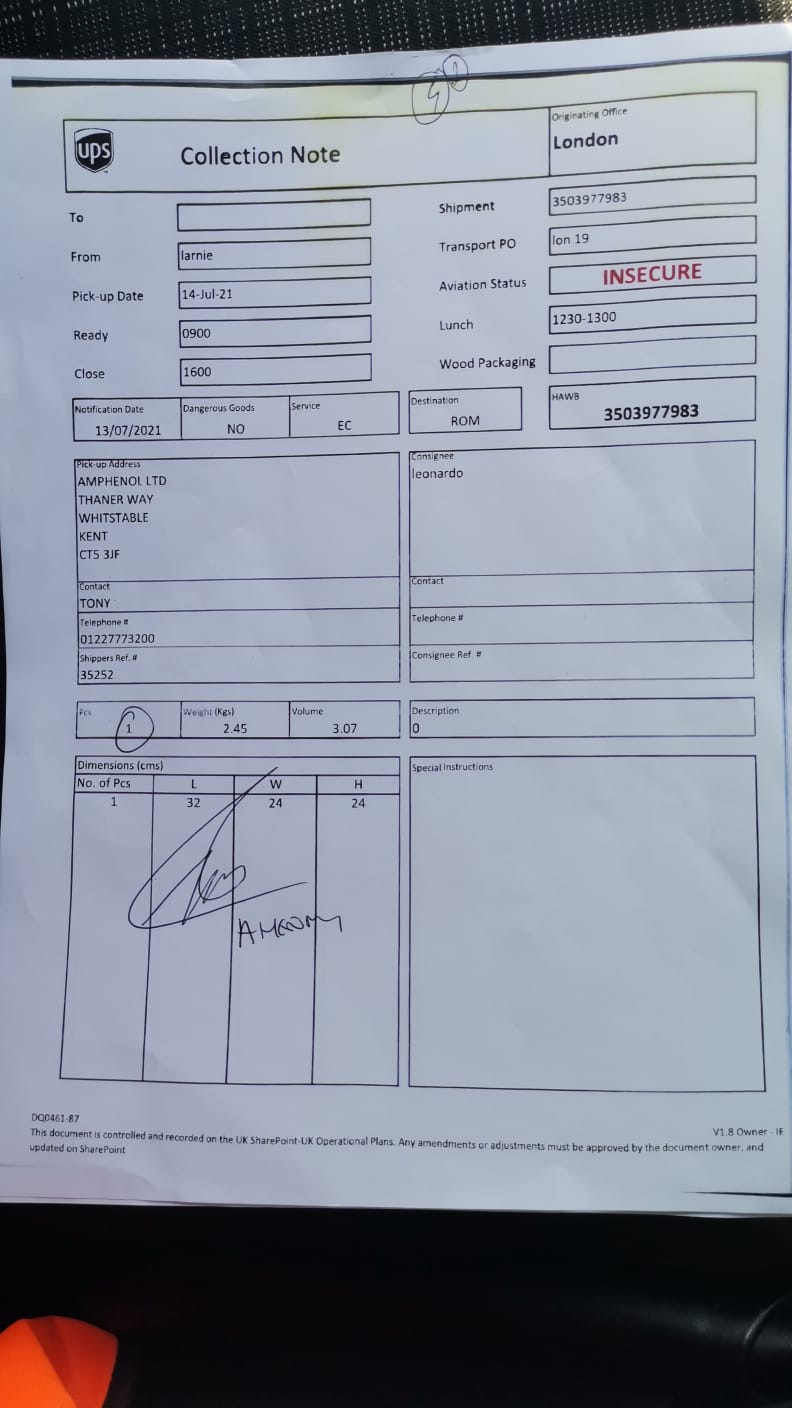 ups
Collection Note
Originating Office
London
To
From
larnie
Pick-up Date
14-Jul-21
Ready
0900
Close
1600
Shipment
3503977983
Transport PO
lon 19
Aviation Status
INSECURE
Lunch
1230-1300
Wood Packaging
Notification Date
13/07/2021
Dangerous Goods
NO
Service
EC
Destination
ROM
HAWB
3503977983
Pick-up Address
AMPHENOL LTD
THANER WAY
WHITSTABLE
KENT
CT5 3JF
Contact
TONY
Telephone #
01227773200
Shippers Ref. #
35252
Consignee
leonardo
Contact
Telephone #
Consignee Ref. #
Pcs
1
Weight (Kgs)
2.45
Volume
3.07
Description
0
Dimensions (cms)
No. of Pcs L W H
1 32 24 24
Special Instructions
DQ0461-87
V1.8 Owner - IE
This document is controlled and recorded on the UK SharePoint-UK Operational Plans. Any amendments or adjustments must be approved by the document owner, and
updated on SharePoint